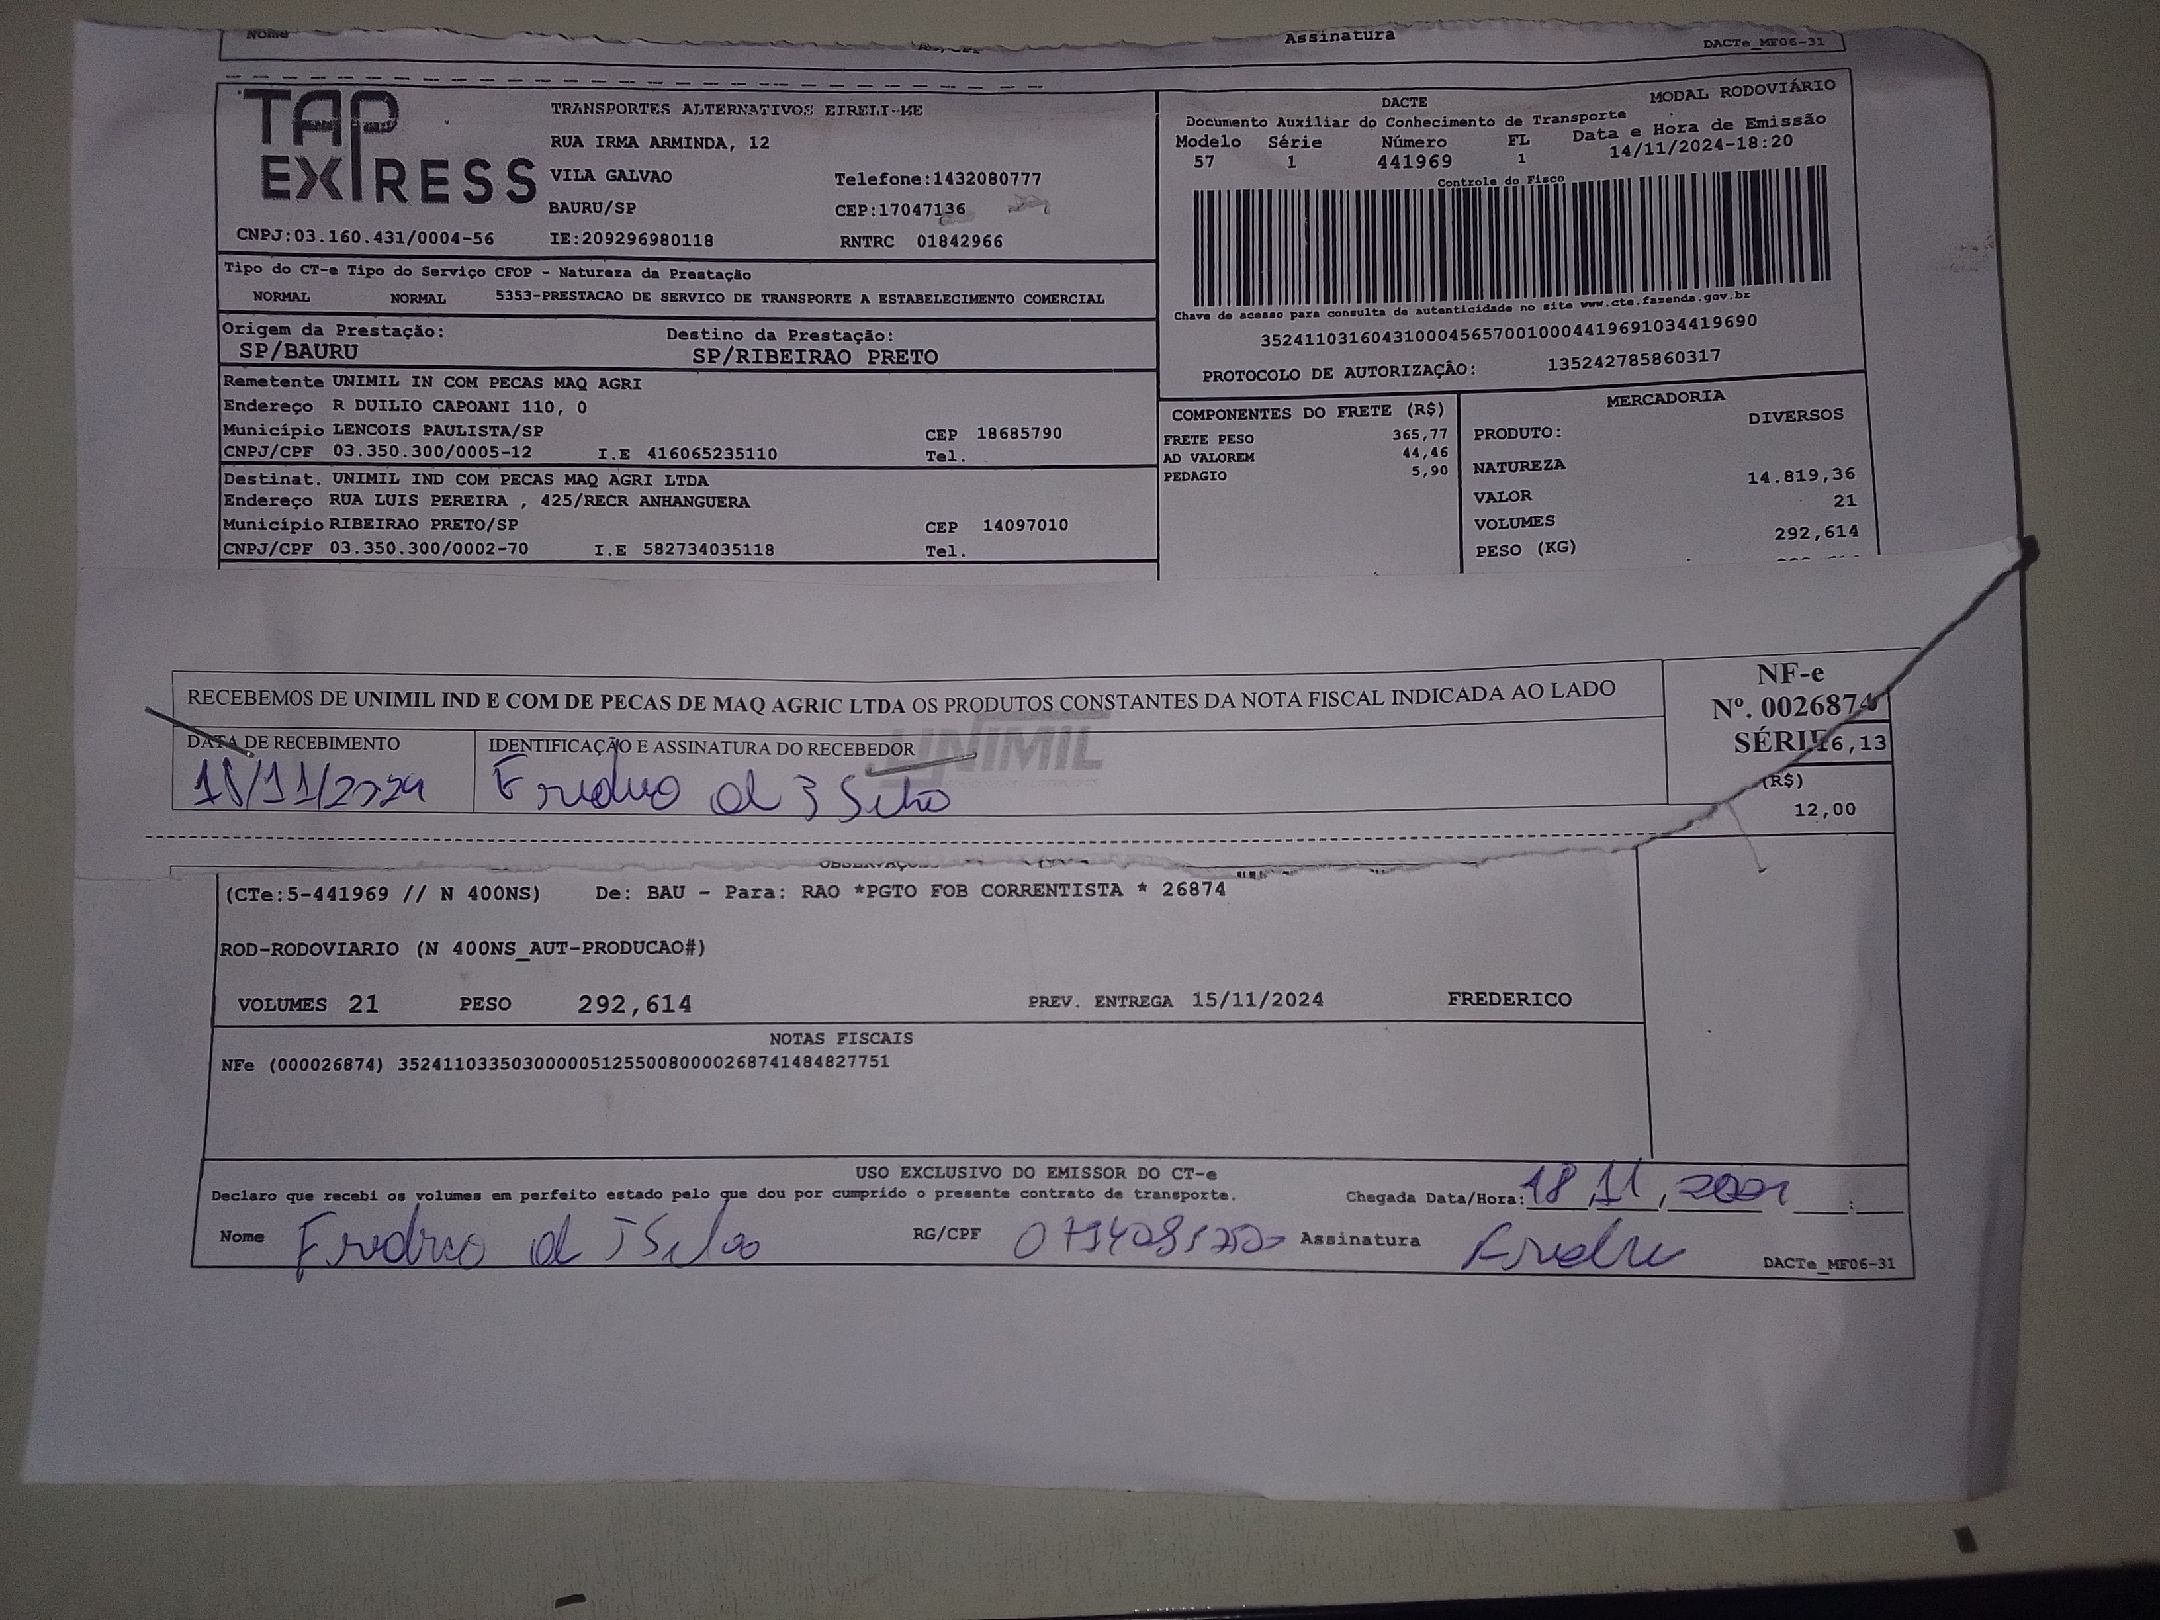 Nome Assinatura DACTe_MF06-31
TAP EXPRESS
TRANSPORTES ALTERNATIVOS EIRELI-ME
RUA IRMA ARMINDA, 12
VILA GALVAO Telefone:1432080777
BAURU/SP CEP:17047136
CNPJ:03.160.431/0004-56 IE:209296980118 RNTRC 01842966
DACTE MODAL RODOVIÁRIO
Documento Auxiliar do Conhecimento de Transporte
Modelo Série Número FL Data e Hora de Emissão
57 1 441969 1 14/11/2024-18:20
Controle do Fisco
Chave de acesso para consulta de autenticidade no site www.cte.fazenda.gov.br
35241103160431000456570010004419691034419690
PROTOCOLO DE AUTORIZAÇÃO: 135242785860317
Tipo do CT-e Tipo do Serviço CFOP - Natureza da Prestação
NORMAL NORMAL 5353-PRESTACAO DE SERVICO DE TRANSPORTE A ESTABELECIMENTO COMERCIAL
Origem da Prestação: Destino da Prestação:
SP/BAURU SP/RIBEIRAO PRETO
Remetente UNIMIL IN COM PECAS MAQ AGRI
Endereço R DUILIO CAPOANI 110, 0
Município LENCOIS PAULISTA/SP CEP 18685790
CNPJ/CPF 03.350.300/0005-12 I.E 416065235110 Tel.
Destinat. UNIMIL IND COM PECAS MAQ AGRI LTDA
Endereço RUA LUIS PEREIRA , 425/RECR ANHANGUERA
Município RIBEIRAO PRETO/SP CEP 14097010
CNPJ/CPF 03.350.300/0002-70 I.E 582734035118 Tel.
COMPONENTES DO FRETE (R$)
FRETE PESO 365,77
AD VALOREM 44,46
PEDAGIO 5,90
MERCADORIA
PRODUTO: DIVERSOS
NATUREZA
VALOR 14.819,36
VOLUMES 21
PESO (KG) 292,614
RECEBEMOS DE UNIMIL IND E COM DE PECAS DE MAQ AGRIC LTDA OS PRODUTOS CONSTANTES DA NOTA FISCAL INDICADA AO LADO
NF-e
Nº. 0026874
SÉRIE
6,13
(R$)
12,00
DATA DE RECEBIMENTO IDENTIFICAÇÃO E ASSINATURA DO RECEBEDOR
UNIMIL
18/11/2024
(CTe:5-441969 // N 400NS) De: BAU - Para: RAO *PGTO FOB CORRENTISTA * 26874
ROD-RODOVIARIO (N 400NS_AUT-PRODUCAO#)
VOLUMES 21 PESO 292,614 PREV. ENTREGA 15/11/2024 FREDERICO
NOTAS FISCAIS
NFe (000026874) 35241103350300000512550080000268741484827751
USO EXCLUSIVO DO EMISSOR DO CT-e
Declaro que recebi os volumes em perfeito estado pelo que dou por cumprido o presente contrato de transporte. Chegada Data/Hora: 18 11
Nome RG/CPF Assinatura
DACTe_MF06-31